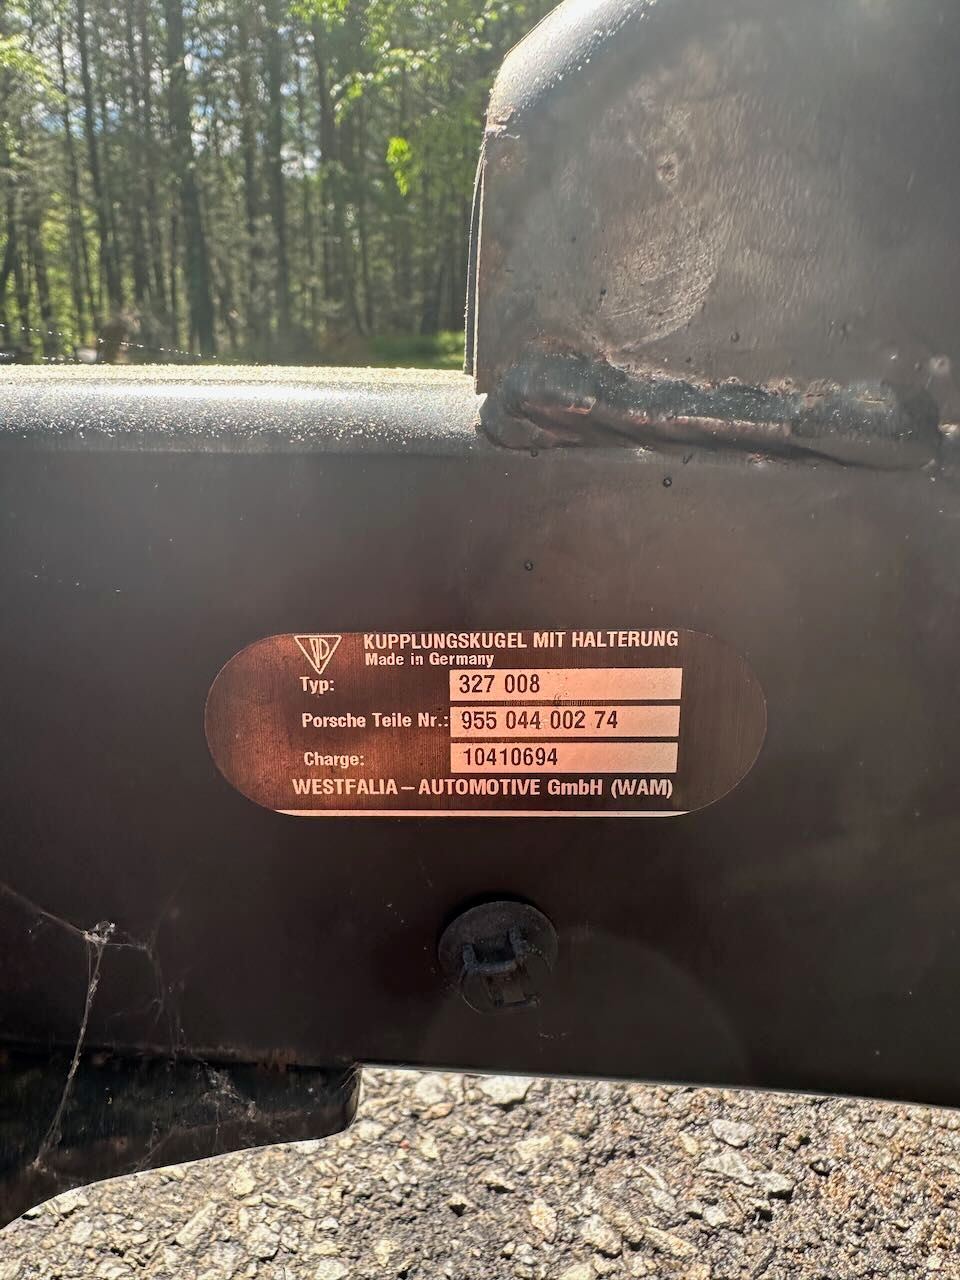 KUPPLUNGSKUGEL MIT HALTERUNG
Made in Germany
Typ: 327 008
Porsche Teile Nr.: 955 044 002 74
Charge: 10410694
WESTFALIA – AUTOMOTIVE GmbH (WAM)